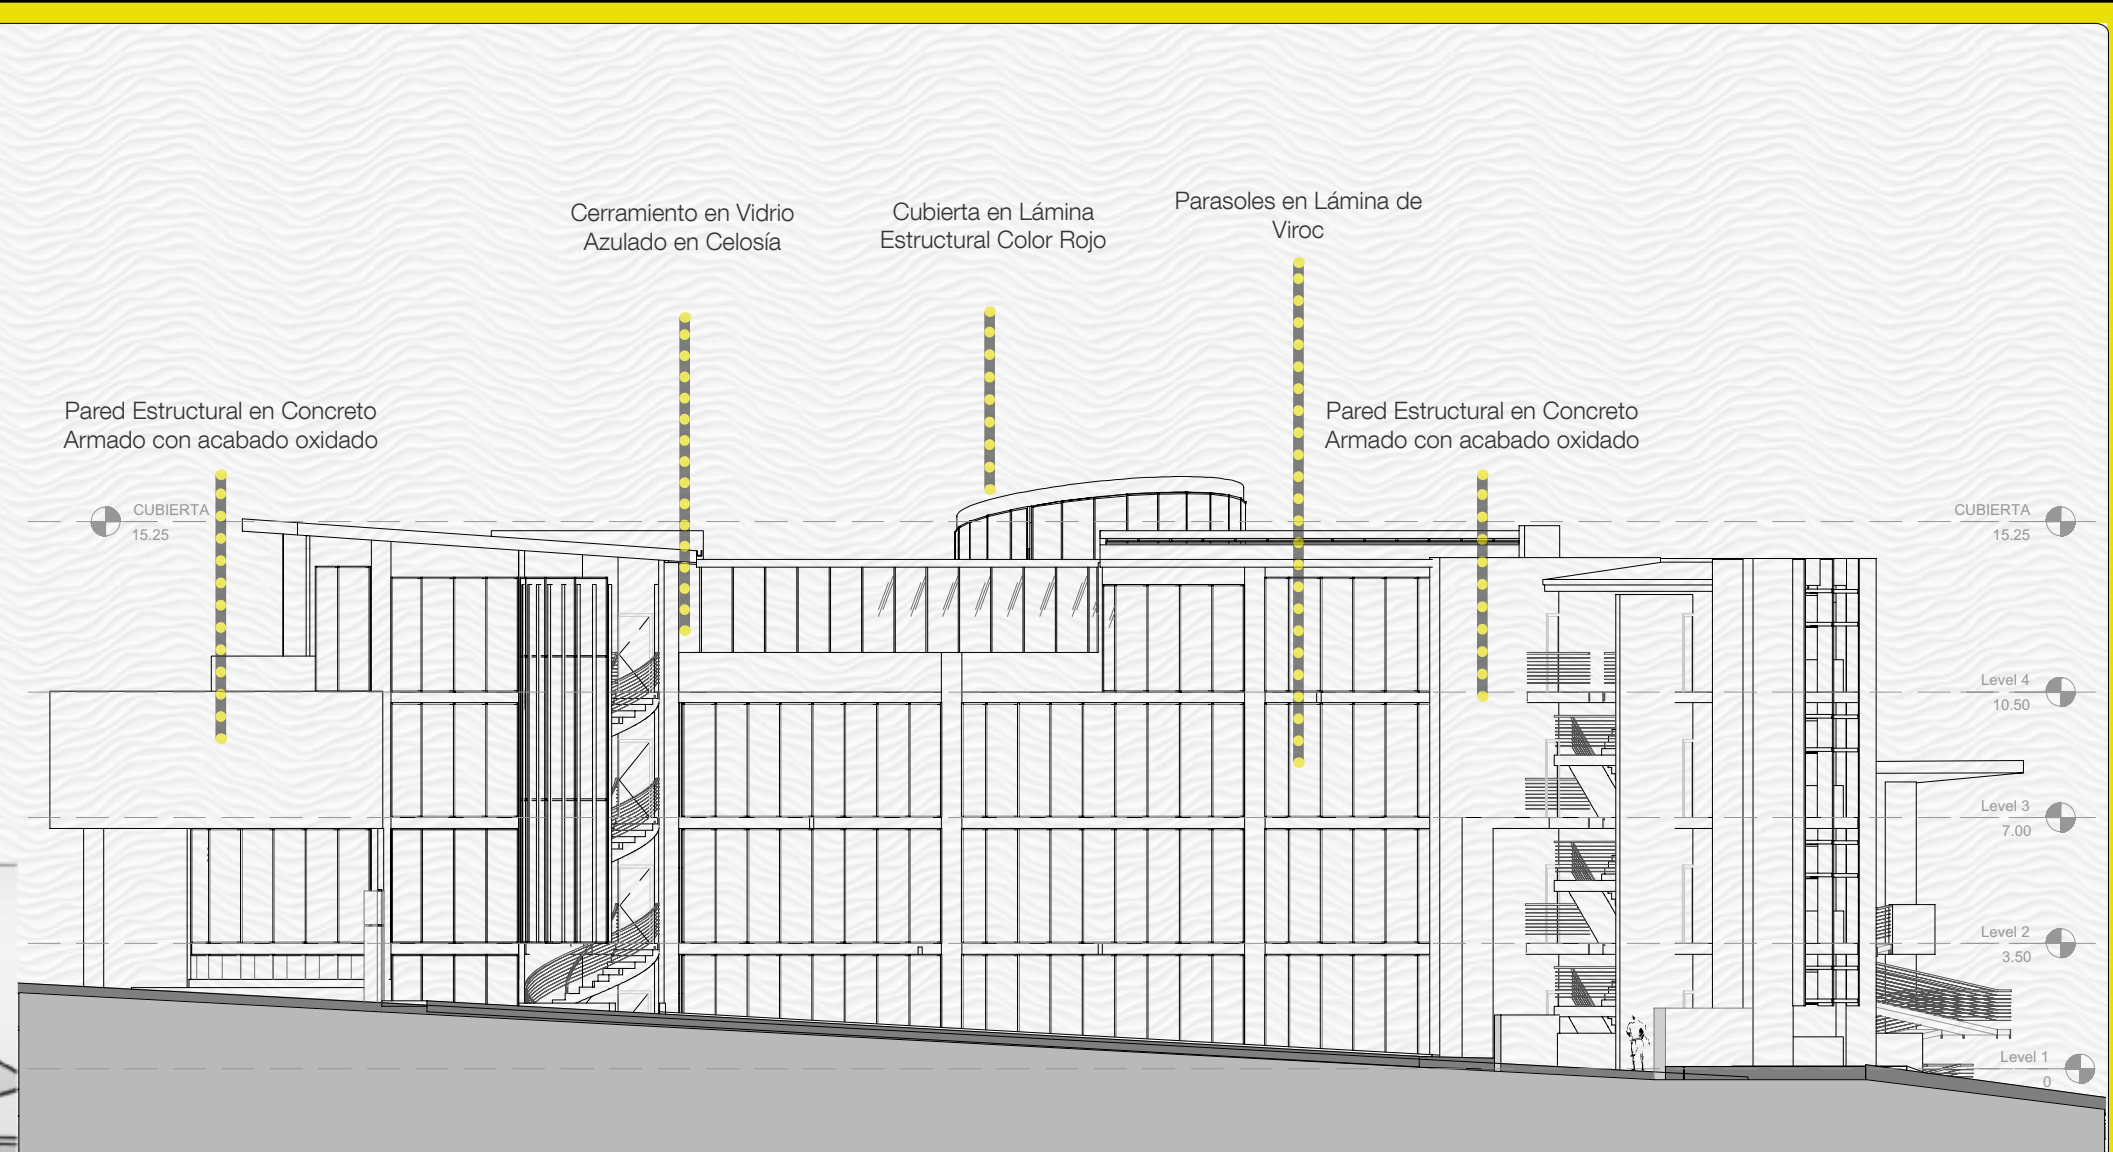 Parasoles en Lámina de
Viroc
Cerramiento en Vidrio
Azulado en Celosía
Cubierta en Lámina
Estructural Color Rojo
Pared Estructural en Concreto
Armado con acabado oxidado
Pared Estructural en Concreto
Armado con acabado oxidado
CUBIERTA
15.25
CUBIERTA
15.25
Level 4
10.50
Level 3
7.00
Level 2
3.50
Level 1
0